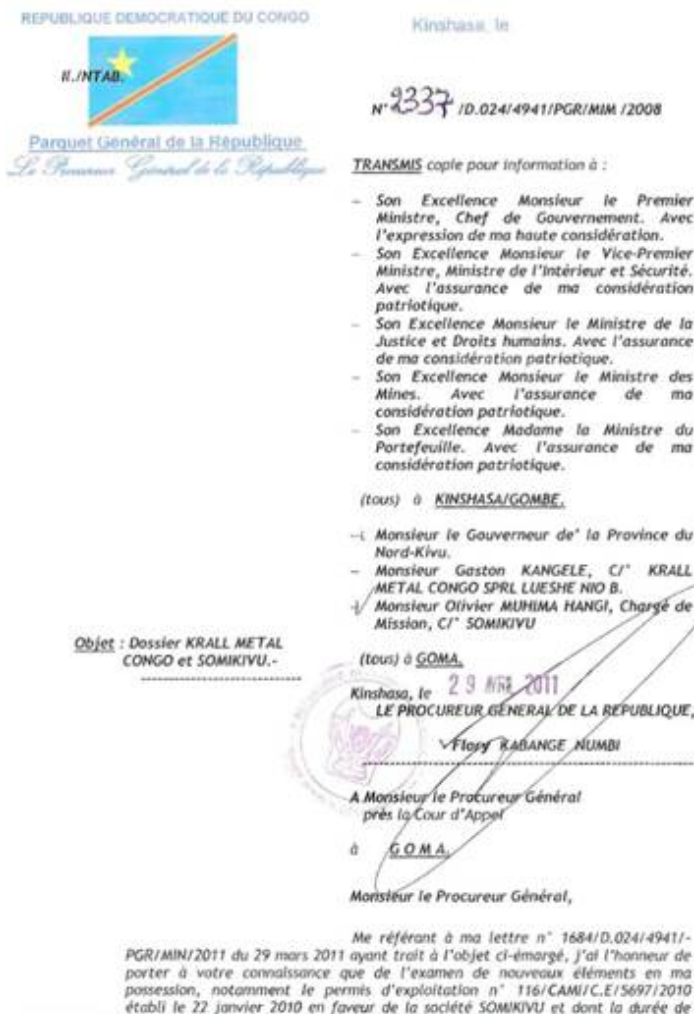 REPUBLIQUE DEMOCRATIQUE DU CONGO
Kinshasa, le
Il./NTAB.
N° 2337 /D.024/4941/PGR/MIM /2008
Parquet Général de la République
Le Procureur Général de la République
TRANSMIS copie pour information à :
- Son Excellence Monsieur le Premier
Ministre, Chef de Gouvernement. Avec
l'expression de ma haute considération.
- Son Excellence Monsieur le Vice-Premier
Ministre, Ministre de l'Intérieur et Sécurité.
Avec l'assurance de ma considération
patriotique.
- Son Excellence Monsieur le Ministre de la
Justice et Droits humains. Avec l'assurance
de ma considération patriotique.
- Son Excellence Monsieur le Ministre des
Mines. Avec l'assurance de ma
considération patriotique.
- Son Excellence Madame la Ministre du
Portefeuille. Avec l'assurance de ma
considération patriotique.
(tous) à KINSHASA/GOMBE.
- Monsieur le Gouverneur de' la Province du
Nord-Kivu.
- Monsieur Gaston KANGELE, C/° KRALL
METAL CONGO SPRL LUESHE NIO B.
- Monsieur Olivier MUHIMA HANGI, Chargé de
Mission, C/° SOMIKIVU
Objet : Dossier KRALL METAL
CONGO et SOMIKIVU.-
(tous) à GOMA.
Kinshasa, le 29 AVR. 2011
LE PROCUREUR GENERAL DE LA REPUBLIQUE,
Flory KABANGE NUMBI
A Monsieur le Procureur Général
près la Cour d'Appel
à G O M A.
Monsieur le Procureur Général,
Me référant à ma lettre n° 1684/D.024/4941/-
PGR/MIN/2011 du 29 mars 2011 ayant trait à l'objet ci-émargé, j'ai l'honneur de
porter à votre connaissance que de l'examen de nouveaux éléments en ma
possession, notamment le permis d'exploitation n° 116/CAMI/C.E/5697/2010
établi le 22 janvier 2010 en faveur de la société SOMIKIVU et dont la durée de